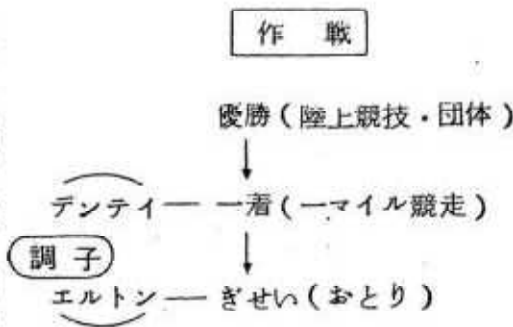 作 戦
優勝(陸上競技・団体)
↓
デンテイ― 一着(一マイル競走)
調子 ↓
エルトン― ぎせい(おとり)